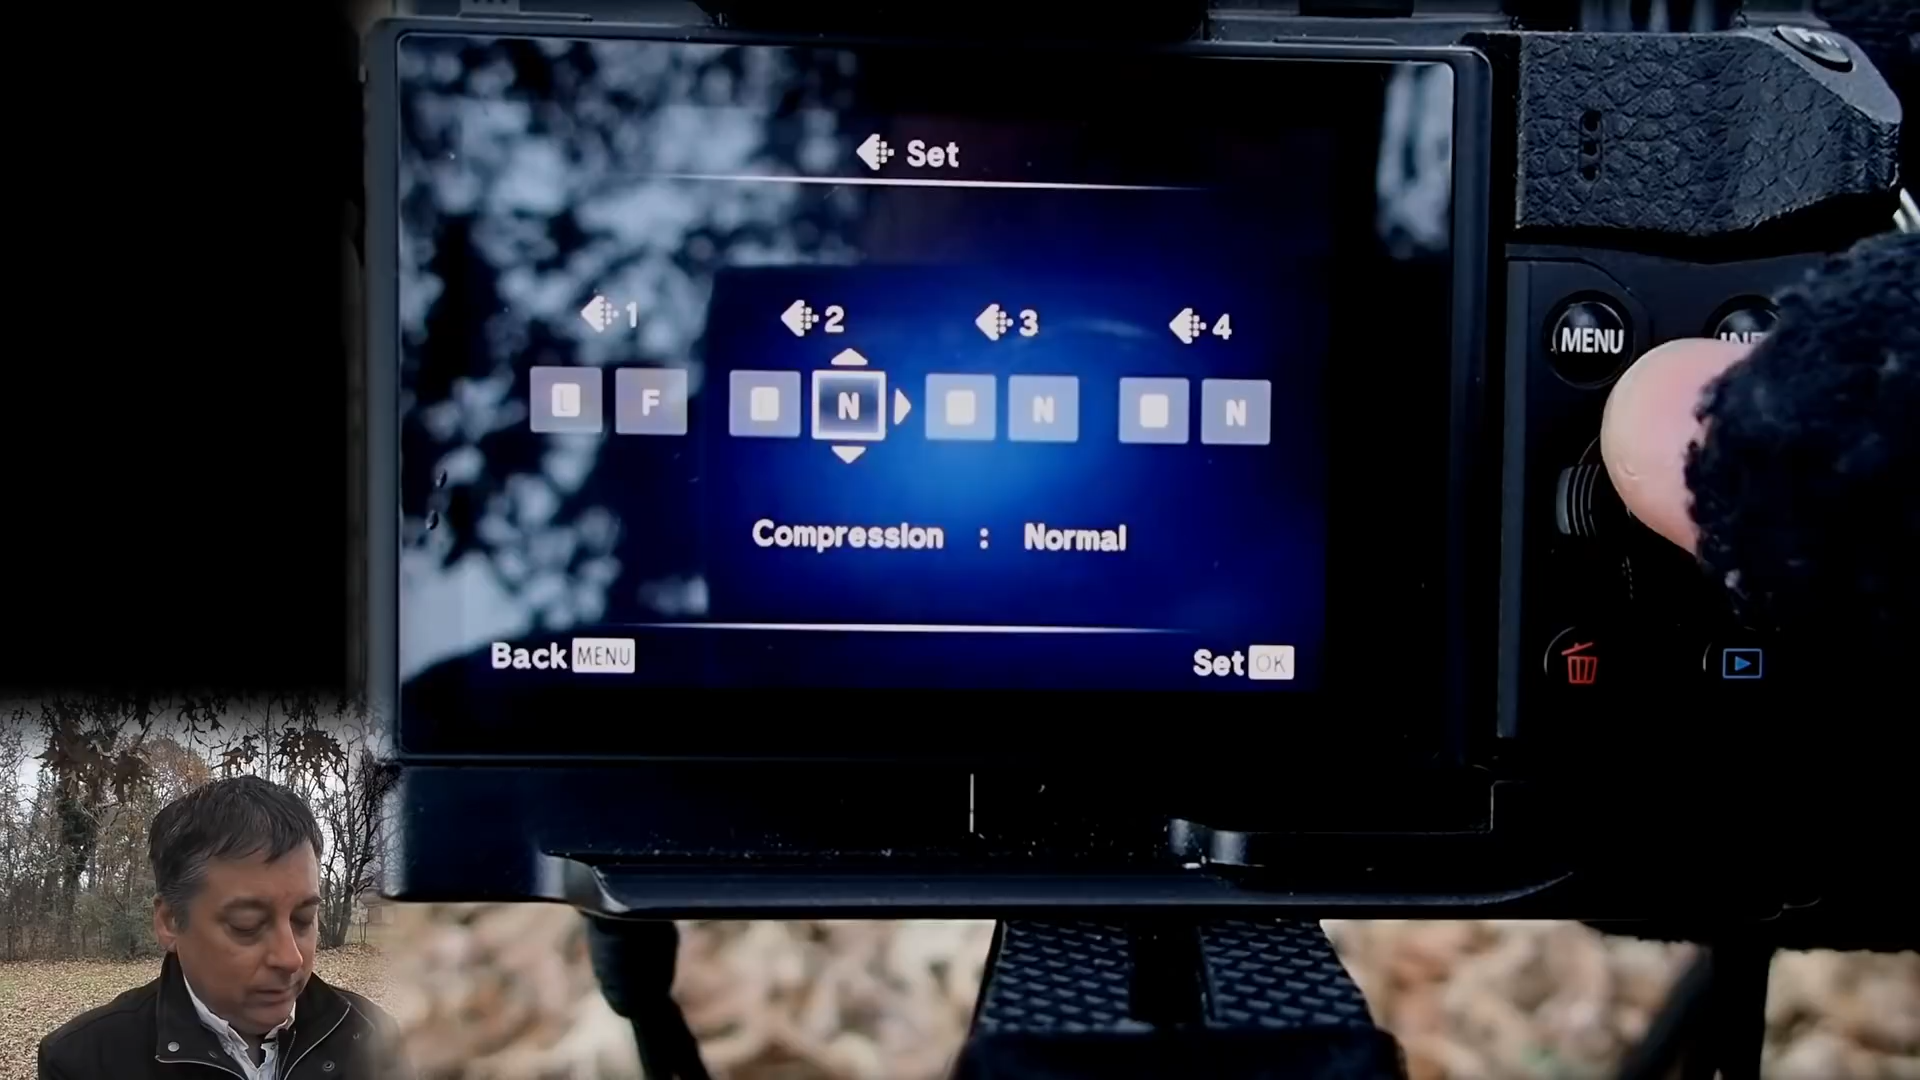 Set
1 2 3 4
L F N N N
Compression : Normal
Back MENU
Set OK
MENU